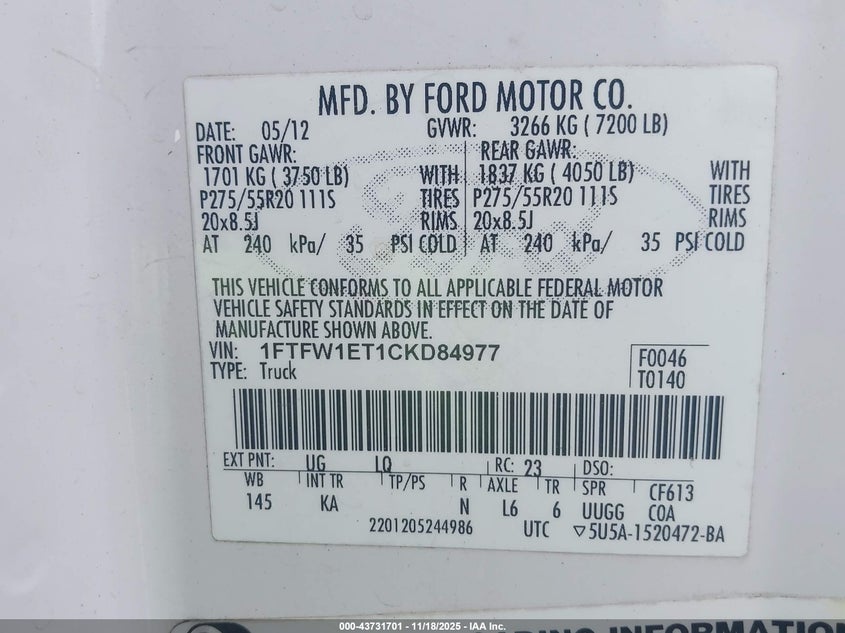 MFD. BY FORD MOTOR CO.
DATE: 05/12 GVWR: 3266 KG ( 7200 LB)
FRONT GAWR: REAR GAWR:
1701 KG ( 3750 LB) WITH 1837 KG ( 4050 LB) WITH
P275/55R20 111S TIRES P275/55R20 111S TIRES
20x8.5J RIMS 20x8.5J RIMS
AT 240 kPa/ 35 PSI COLD AT 240 kPa/ 35 PSI COLD
THIS VEHICLE CONFORMS TO ALL APPLICABLE FEDERAL MOTOR
VEHICLE SAFETY STANDARDS IN EFFECT ON THE DATE OF
MANUFACTURE SHOWN ABOVE.
VIN: 1FTFW1ET1CKD84977 F0046
TYPE: Truck T0140
EXT PNT: UG LQ RC: 23 DSO:
WB INT TR TP/PS R AXLE TR SPR CF613
145 KA N L6 6 UUGG COA
2201205244986 UTC ▽5U5A-1520472-BA
INFORMATION
000-43731701 - 11/18/2025 - IAA Inc.